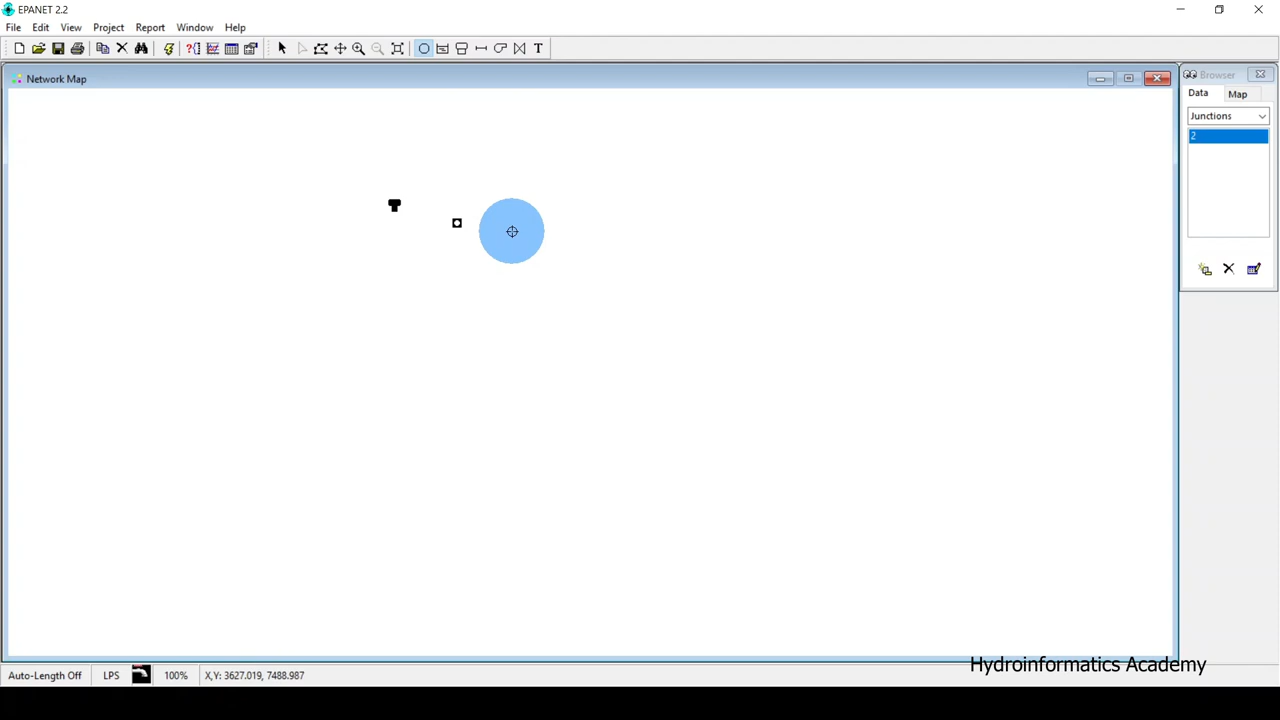 EPANET 2.2
File Edit View Project Report Window Help
T
Network Map
Browser
Data Map
Junctions
2
Auto-Length Off LPS 100% X,Y: 3627.019, 7488.987
Hydroinformatics Academy